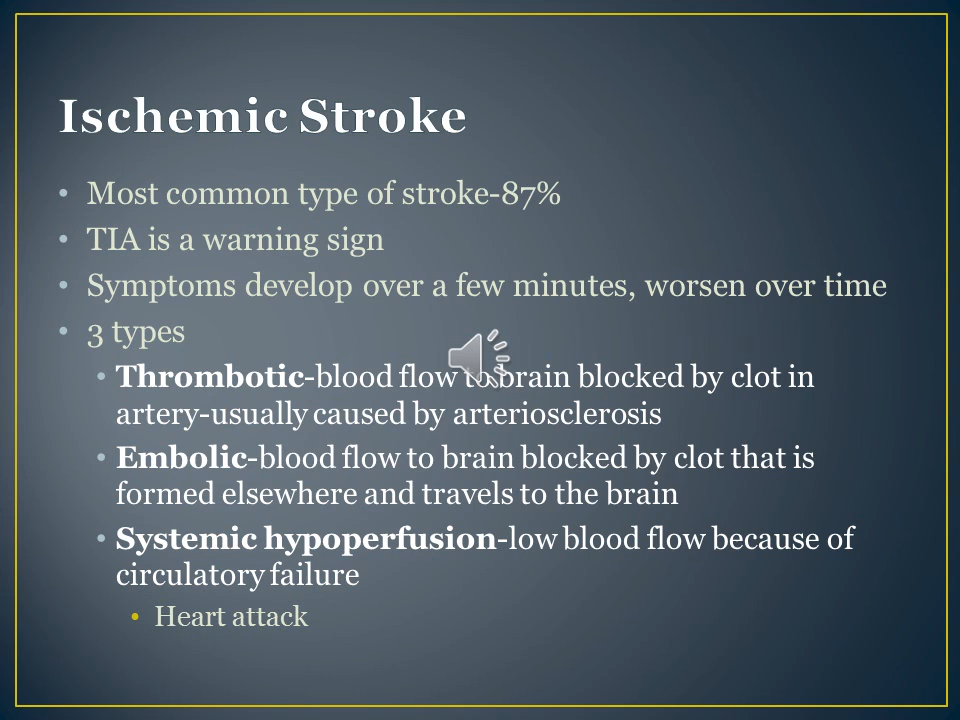 Ischemic Stroke
• Most common type of stroke-87%
• TIA is a warning sign
• Symptoms develop over a few minutes, worsen over time
• 3 types
• Thrombotic-blood flow to brain blocked by clot in
artery-usually caused by arteriosclerosis
• Embolic-blood flow to brain blocked by clot that is
formed elsewhere and travels to the brain
• Systemic hypoperfusion-low blood flow because of
circulatory failure
• Heart attack